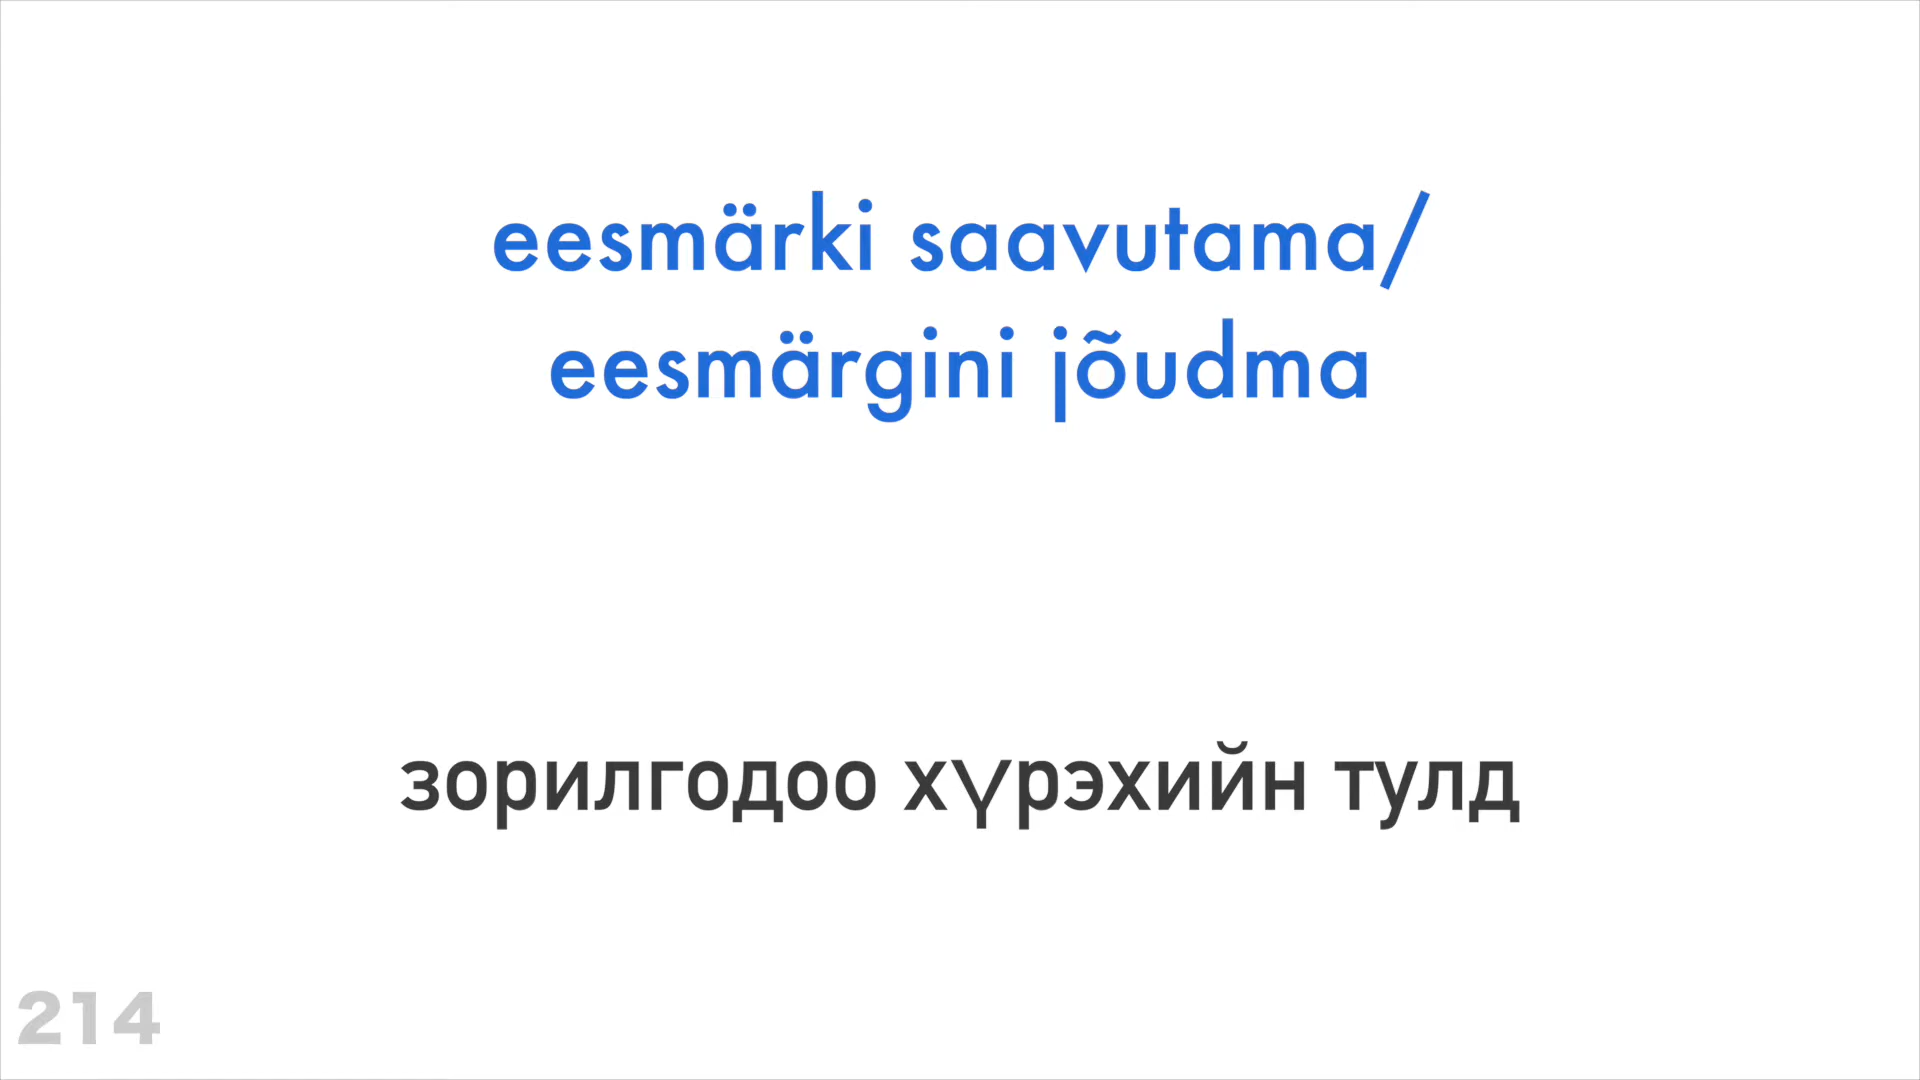 eesmärki saavutama/
eesmärgini jõudma
зорилгодоо хүрэхийн тулд
214